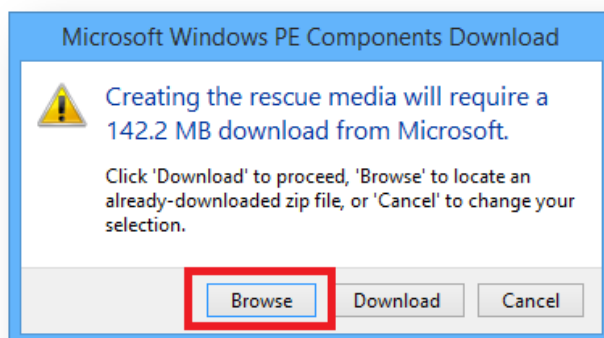 Microsoft Windows PE Components Download
Creating the rescue media will require a
142.2 MB download from Microsoft.
Click 'Download' to proceed, 'Browse' to locate an
already-downloaded zip file, or 'Cancel' to change your
selection.
Browse Download Cancel